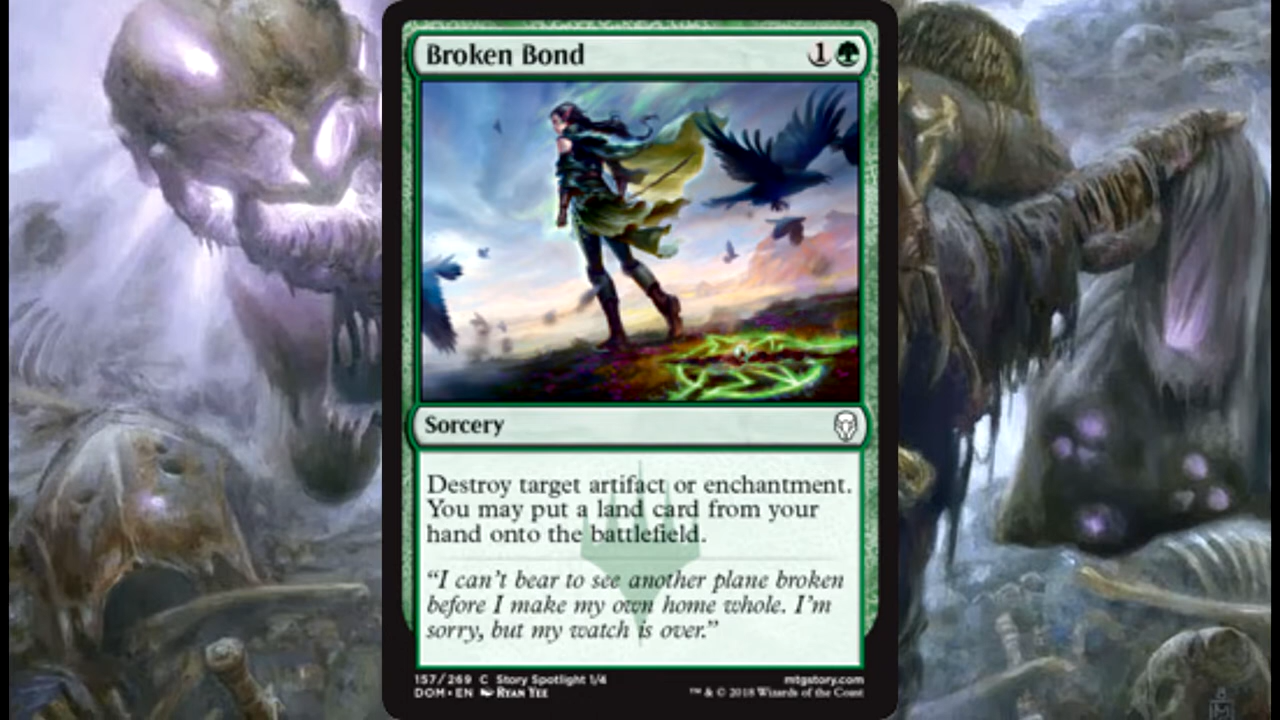 Broken Bond 1
Sorcery
Destroy target artifact or enchantment.
You may put a land card from your
hand onto the battlefield.
“I can’t bear to see another plane broken
before I make my own home whole. I’m
sorry, but my watch is over.”
157/269 C Story Spotlight 1/4 mtgstory.com
DOM • EN Ryan Yee ™ & © 2018 Wizards of the Coast